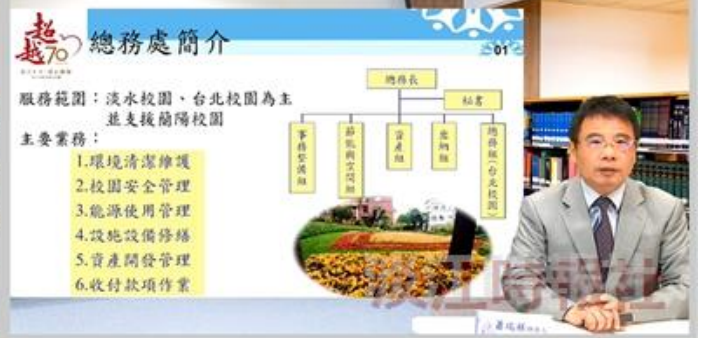 超越70
總務處簡介
01
服務範圍：淡水校園、台北校園為主
並支援蘭陽校園
主要業務：
1.環境清潔維護
2.校園安全管理
3.能源使用管理
4.設施設備修繕
5.資產開發管理
6.收付款項作業
總務長
秘書
事務整備組
節能與空間組
資產組
出納組
總務組(台北校園)
淡江時報社